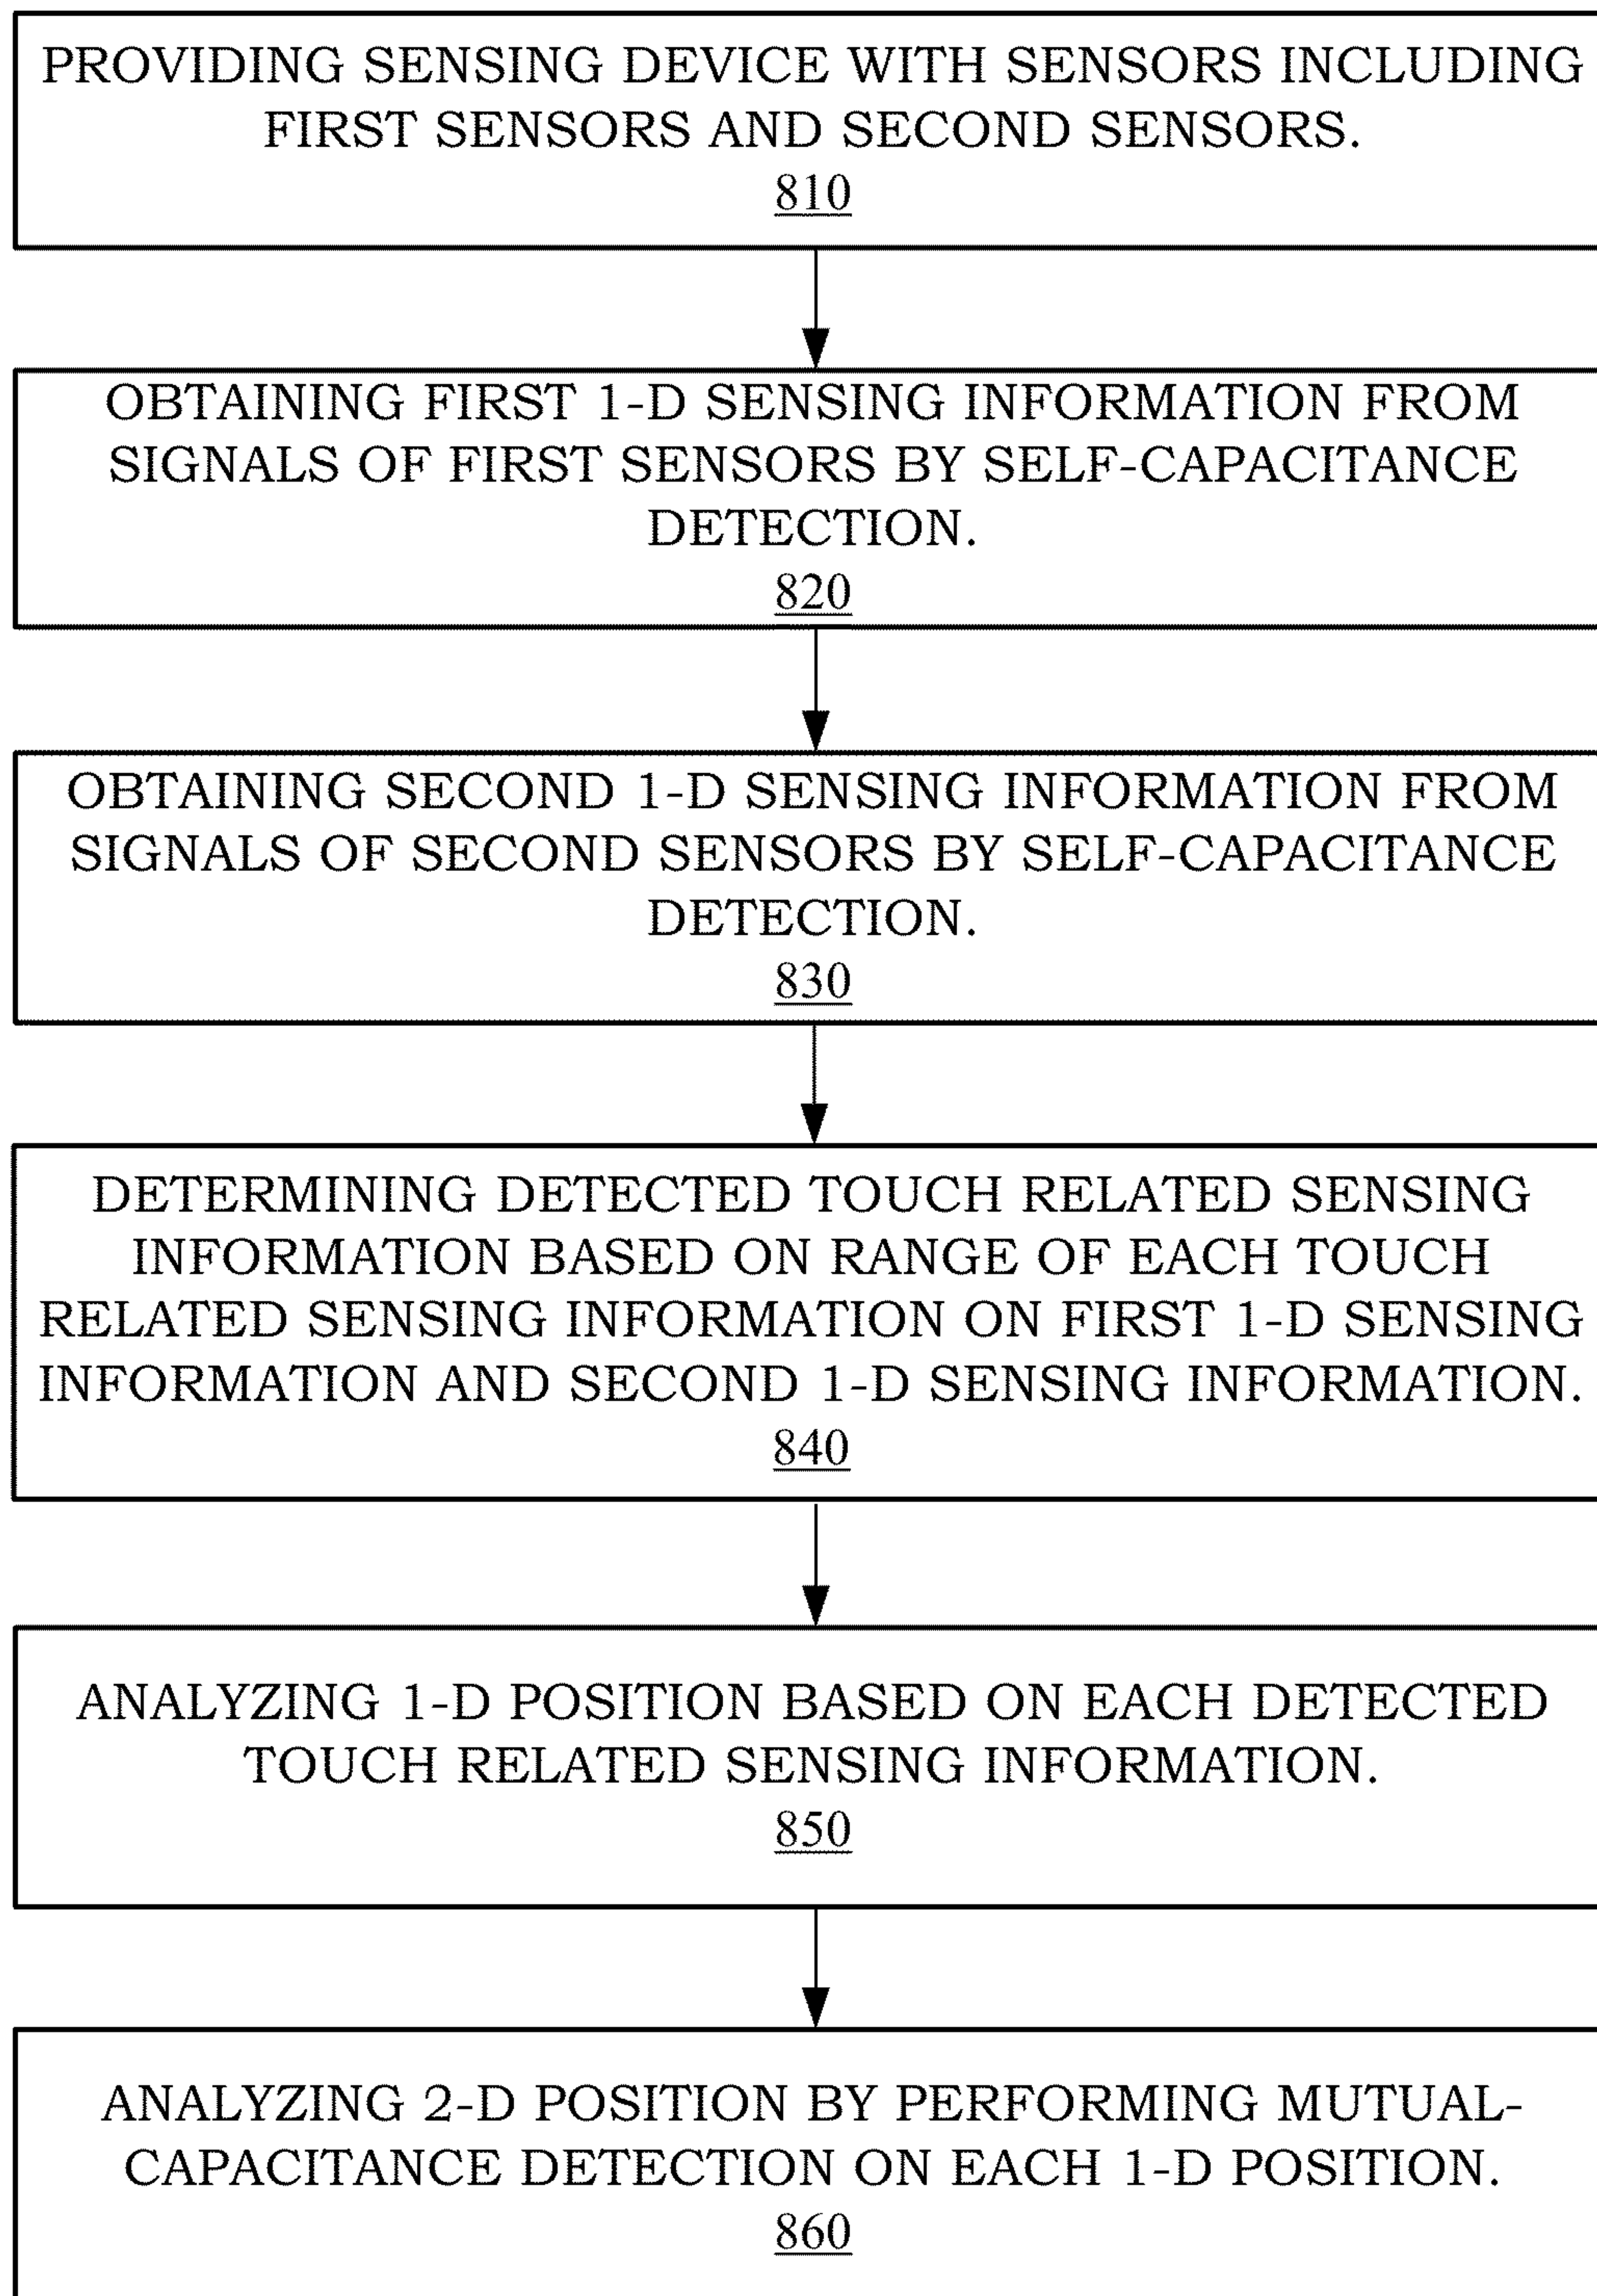 PROVIDING SENSING DEVICE WITH SENSORS INCLUDING
FIRST SENSORS AND SECOND SENSORS.
810
OBTAINING FIRST 1-D SENSING INFORMATION FROM
SIGNALS OF FIRST SENSORS BY SELF-CAPACITANCE
DETECTION.
820
OBTAINING SECOND 1-D SENSING INFORMATION FROM
SIGNALS OF SECOND SENSORS BY SELF-CAPACITANCE
DETECTION.
830
DETERMINING DETECTED TOUCH RELATED SENSING
INFORMATION BASED ON RANGE OF EACH TOUCH
RELATED SENSING INFORMATION ON FIRST 1-D SENSING
INFORMATION AND SECOND 1-D SENSING INFORMATION.
840
ANALYZING 1-D POSITION BASED ON EACH DETECTED
TOUCH RELATED SENSING INFORMATION.
850
ANALYZING 2-D POSITION BY PERFORMING MUTUAL-
CAPACITANCE DETECTION ON EACH 1-D POSITION.
860